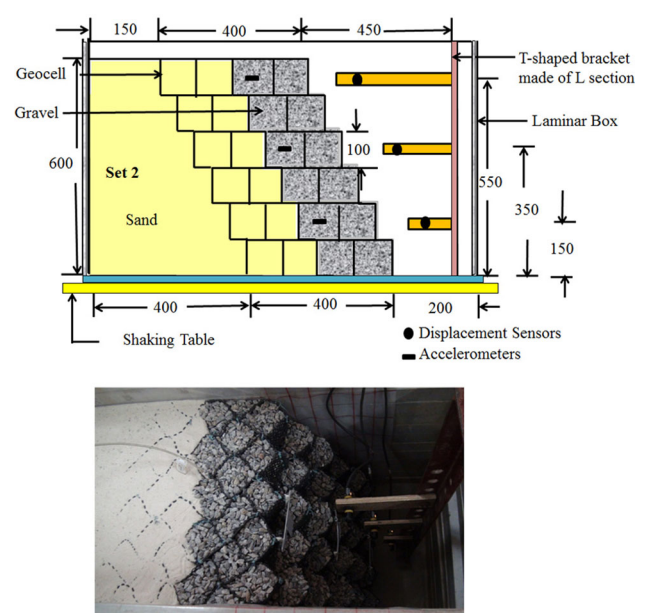 150
400
450
Geocell
T-shaped bracket
made of L section
Gravel
Laminar Box
100
600
Set 2
550
350
Sand
150
400
400
200
Shaking Table
Displacement Sensors
Accelerometers